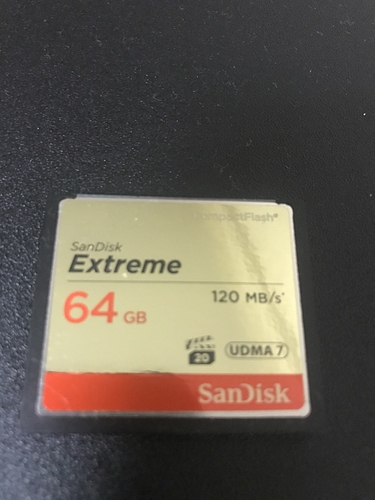 CompactFlash®
SanDisk
Extreme
64 GB
120 MB/s*
20
UDMA 7
SanDisk